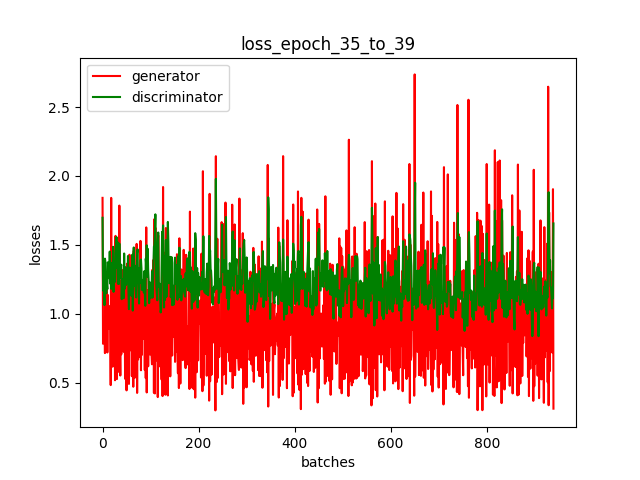 loss_epoch_35_to_39
generator
discriminator
losses
2.5
2.0
1.5
1.0
0.5
0
200
400
600
800
batches